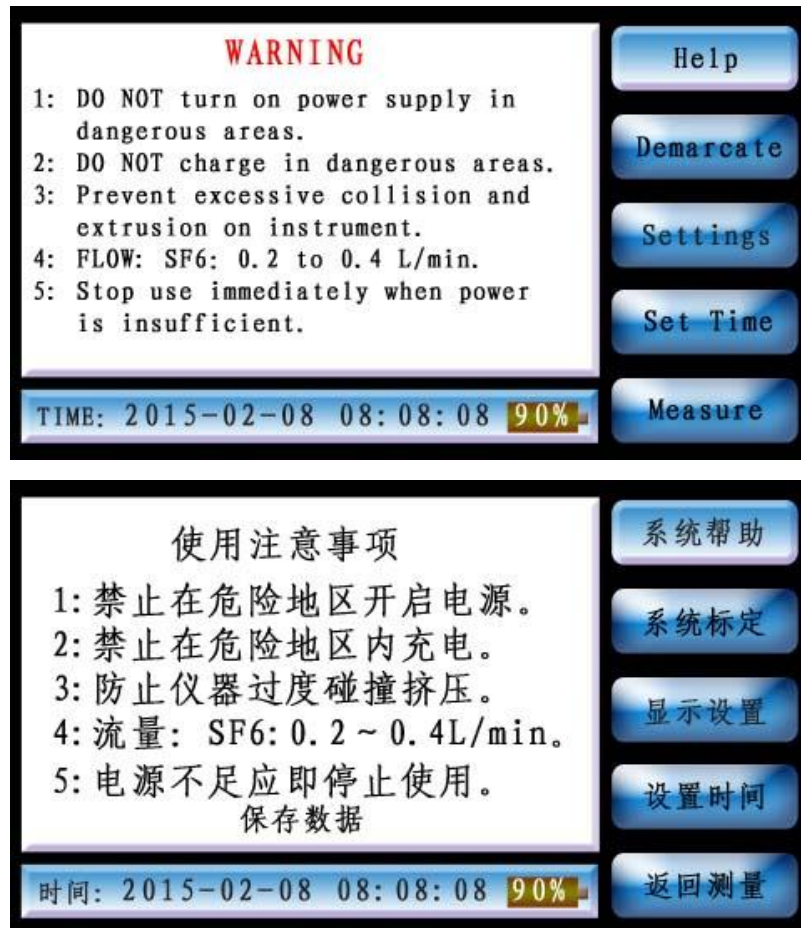 WARNING
1: DO NOT turn on power supply in
dangerous areas.
2: DO NOT charge in dangerous areas.
3: Prevent excessive collision and
extrusion on instrument.
4: FLOW: SF6: 0.2 to 0.4 L/min.
5: Stop use immediately when power
is insufficient.
TIME: 2015-02-08 08:08:08 90%
Help
Demarcate
Settings
Set Time
Measure
使用注意事项
1:禁止在危险地区开启电源。
2:禁止在危险地区内充电。
3:防止仪器过度碰撞挤压。
4:流量: SF6:0.2~0.4L/min。
5:电源不足应即停止使用。
保存数据
时间: 2015-02-08 08:08:08 90%
系统帮助
系统标定
显示设置
设置时间
返回测量